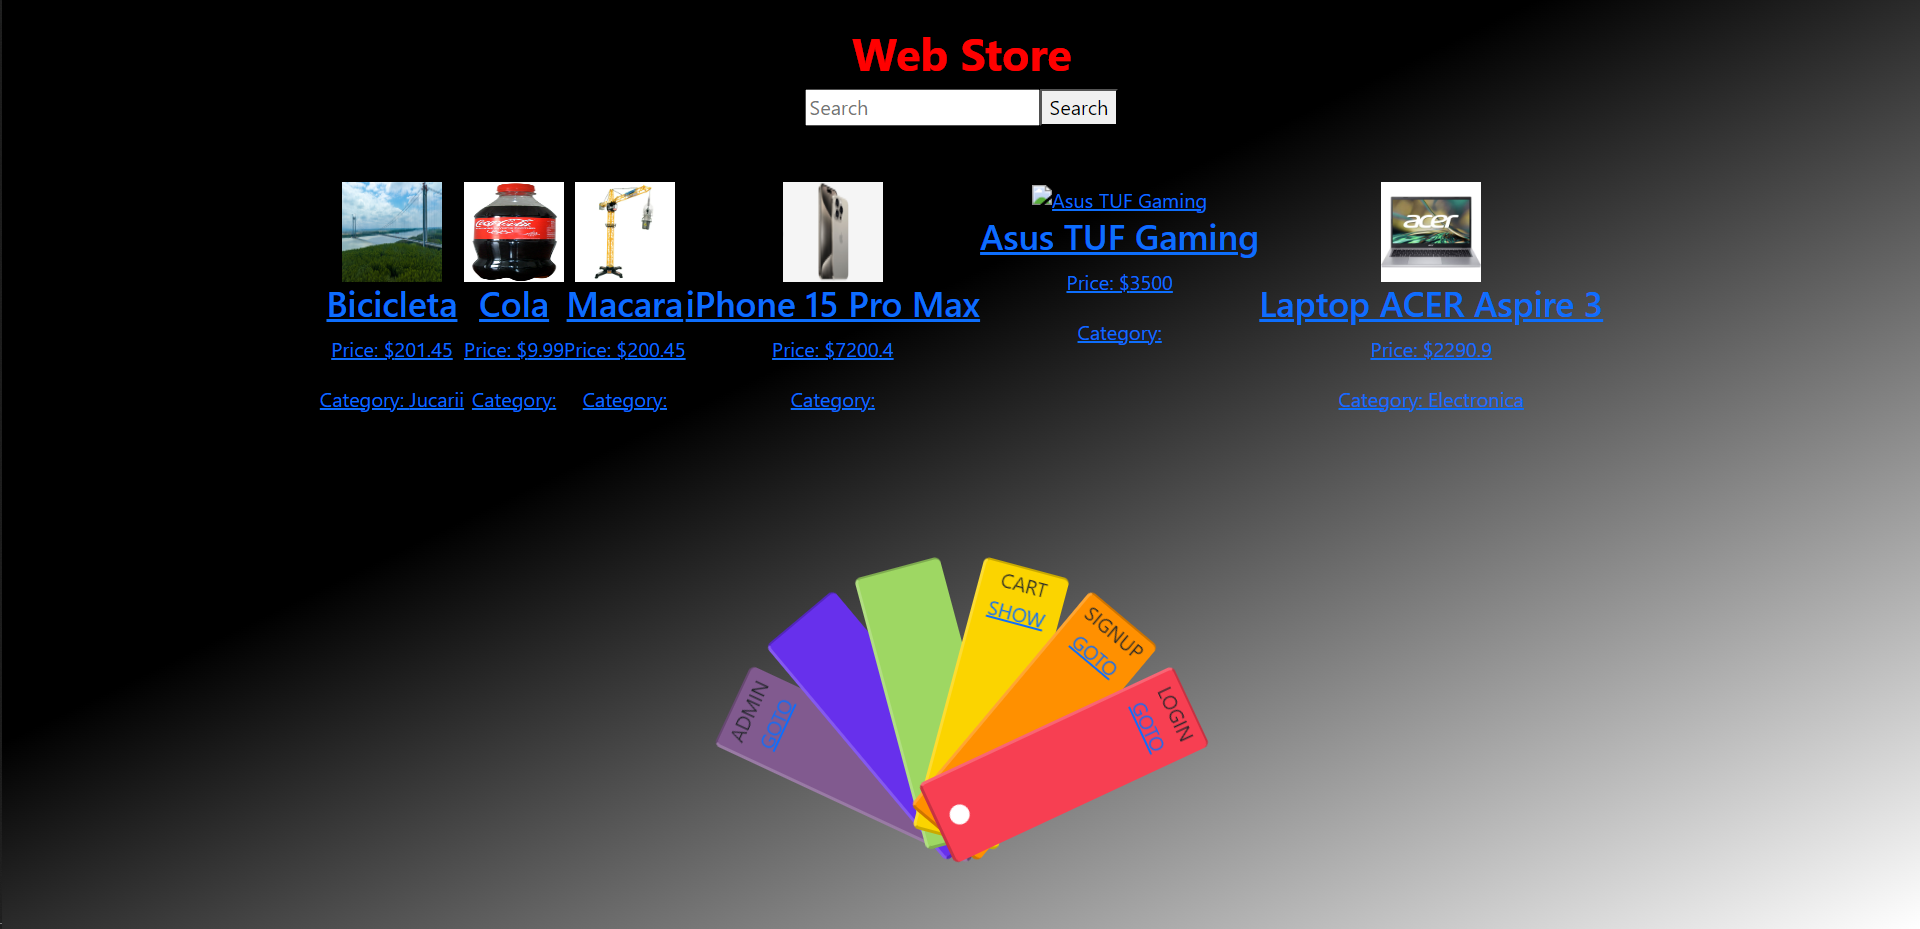 Web Store
Search
Search
Bicicleta
Price: $201.45
Category: Jucarii
Coca-Cola
Cola
Price: $9.99
Category:
Macara
Price: $200.45
Category:
iPhone 15 Pro Max
Price: $7200.4
Category:
Asus TUF Gaming
Asus TUF Gaming
Price: $3500
Category:
acer
Laptop ACER Aspire 3
Price: $2290.9
Category: Electronica
ADMIN
GOTO
CART
SHOW
SIGNUP
GOTO
LOGIN
GOTO